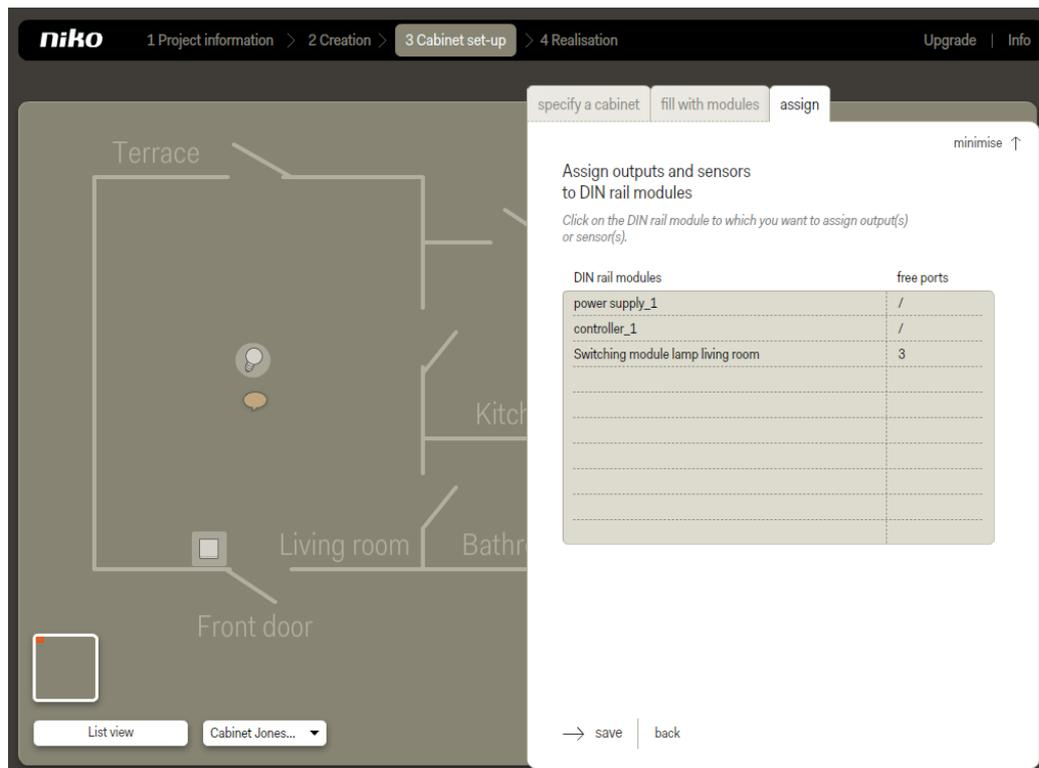 niko 1 Project information 2 Creation 3 Cabinet set-up 4 Realisation Upgrade | Info
specify a cabinet fill with modules assign
minimise ↑
Assign outputs and sensors
to DIN rail modules
Click on the DIN rail module to which you want to assign output(s)
or sensor(s).
DIN rail modules free ports
power supply_1 /
controller_1 /
Switching module lamp living room 3
→ save back
Terrace
Kitch
Living room Bathr
Front door
List view Cabinet Jones...